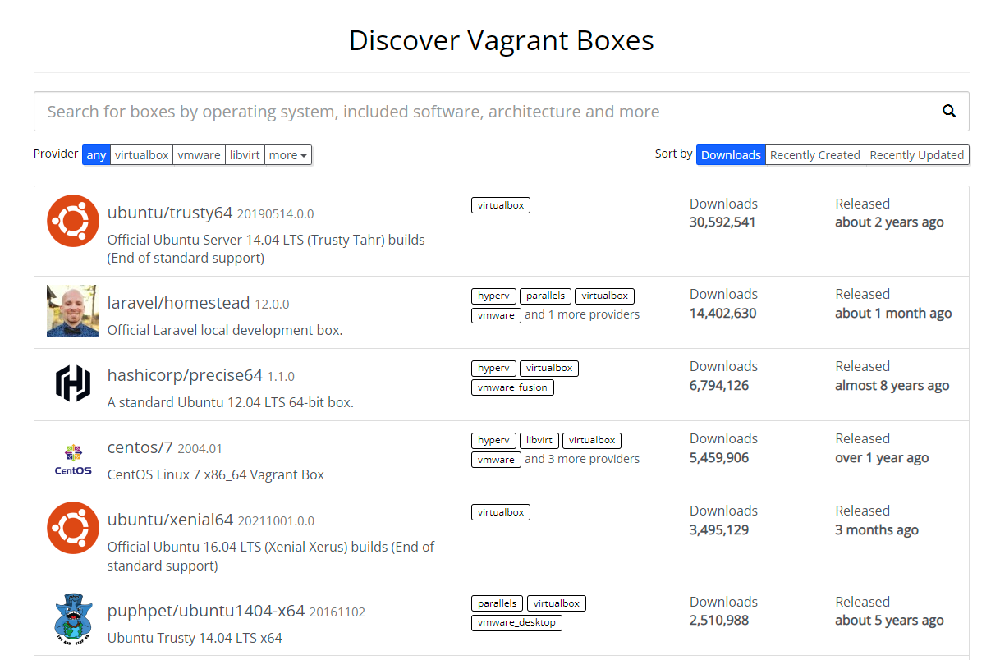 Discover Vagrant Boxes
Search for boxes by operating system, included software, architecture and more
Provider any virtualbox vmware libvirt more
Sort by Downloads Recently Created Recently Updated
ubuntu/trusty64 20190514.0.0
Official Ubuntu Server 14.04 LTS (Trusty Tahr) builds
(End of standard support)
virtualbox
Downloads
30,592,541
Released
about 2 years ago
laravel/homestead 12.0.0
Official Laravel local development box.
hyperv parallels virtualbox
vmware and 1 more providers
Downloads
14,402,630
Released
about 1 month ago
hashicorp/precise64 1.1.0
A standard Ubuntu 12.04 LTS 64-bit box.
hyperv virtualbox
vmware_fusion
Downloads
6,794,126
Released
almost 8 years ago
CentOS
centos/7 2004.01
CentOS Linux 7 x86_64 Vagrant Box
hyperv libvirt virtualbox
vmware and 3 more providers
Downloads
5,459,906
Released
over 1 year ago
ubuntu/xenial64 20211001.0.0
Official Ubuntu 16.04 LTS (Xenial Xerus) builds (End of
standard support)
virtualbox
Downloads
3,495,129
Released
3 months ago
puphpet/ubuntu1404-x64 20161102
Ubuntu Trusty 14.04 LTS x64
parallels virtualbox
vmware_desktop
Downloads
2,510,988
Released
about 5 years ago